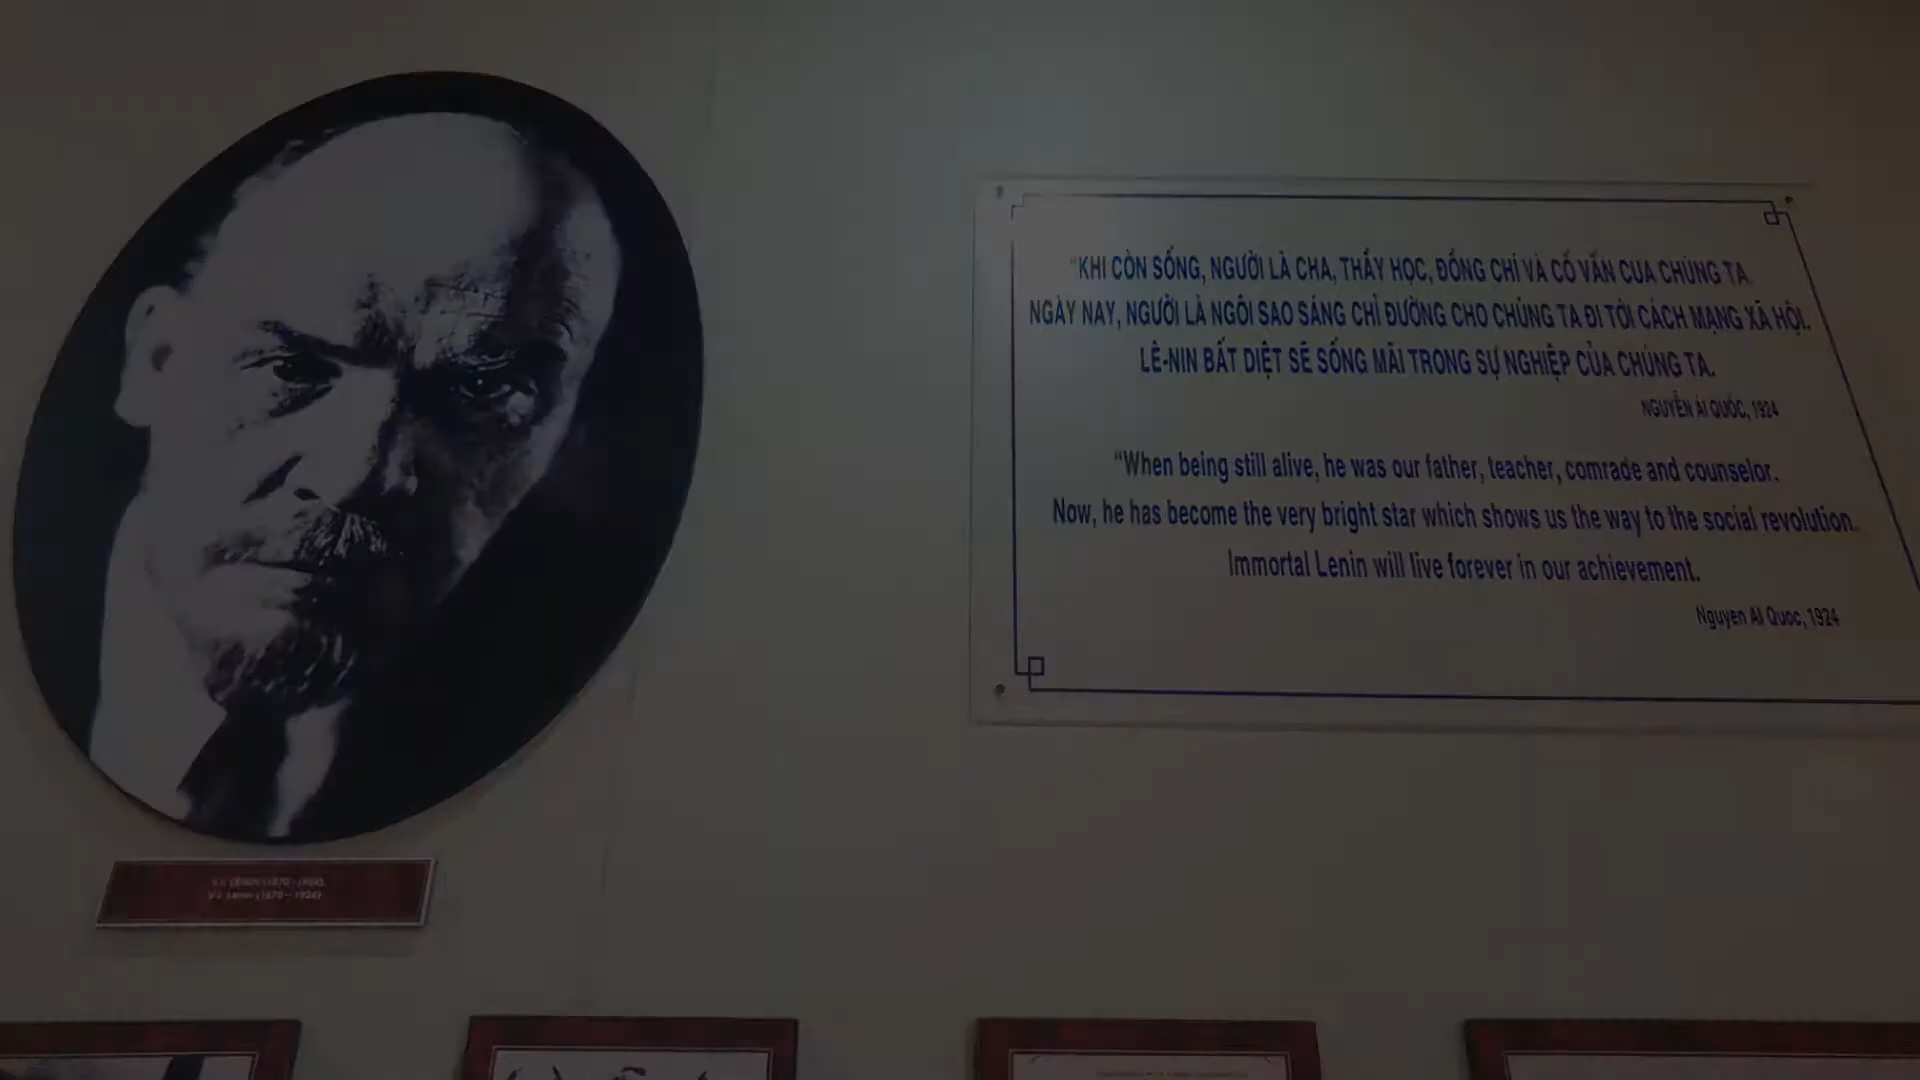 "KHI CÒN SỐNG, NGƯỜI LÀ CHA, THẦY HỌC, ĐỒNG CHÍ VÀ CỐ VẤN CỦA CHÚNG TA.
NGÀY NAY, NGƯỜI LÀ NGÔI SAO SÁNG CHỈ ĐƯỜNG CHO CHÚNG TA ĐI TỚI CÁCH MẠNG XÃ HỘI.
LÊ-NIN BẤT DIỆT SẼ SỐNG MÃI TRONG SỰ NGHIỆP CỦA CHÚNG TA.
NGUYỄN ÁI QUỐC, 1924
"When being still alive, he was our father, teacher, comrade and counselor.
Now, he has become the very bright star which shows us the way to the social revolution.
Immortal Lenin will live forever in our achievement.
Nguyen Ai Quoc, 1924
V.I. Lenin (1870 - 1924)